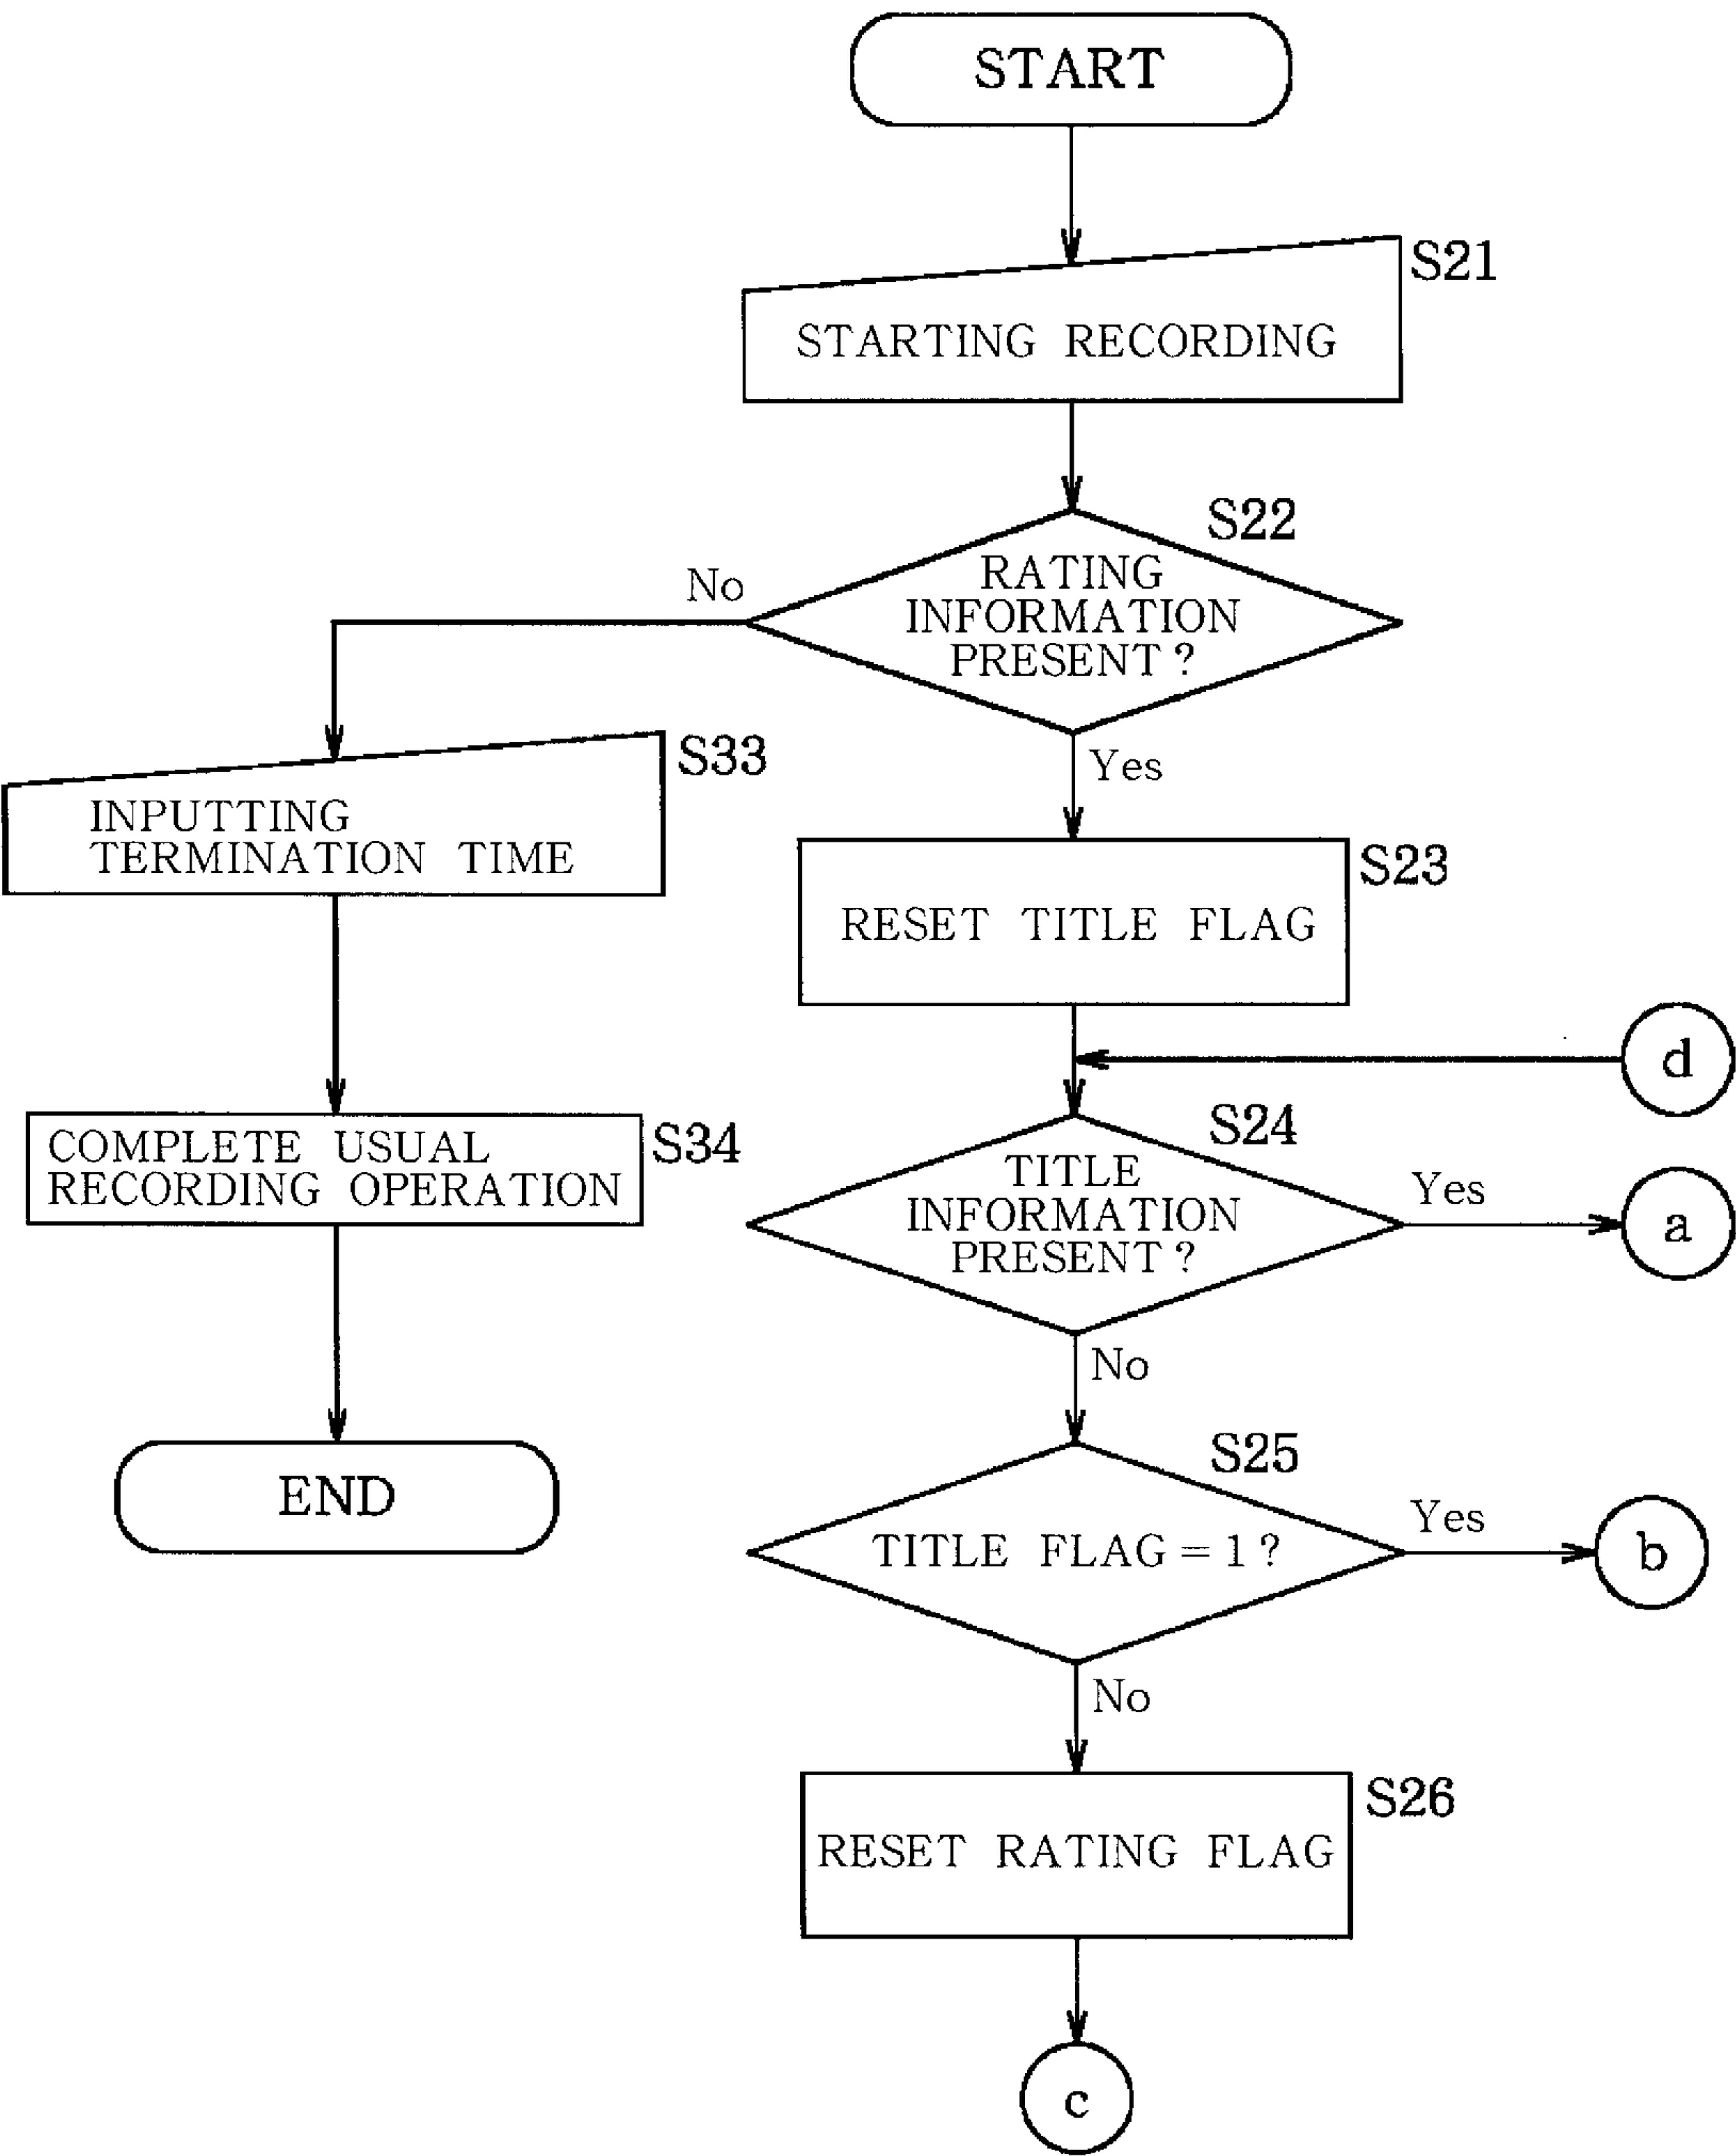 START
S21
STARTING RECORDING
S22
RATING
INFORMATION
PRESENT?
No
Yes
S33
INPUTTING
TERMINATION TIME
S23
RESET TITLE FLAG
d
S34
COMPLETE USUAL
RECORDING OPERATION
S24
TITLE
INFORMATION
PRESENT?
Yes
a
No
END
S25
TITLE FLAG=1?
Yes
b
No
S26
RESET RATING FLAG
c